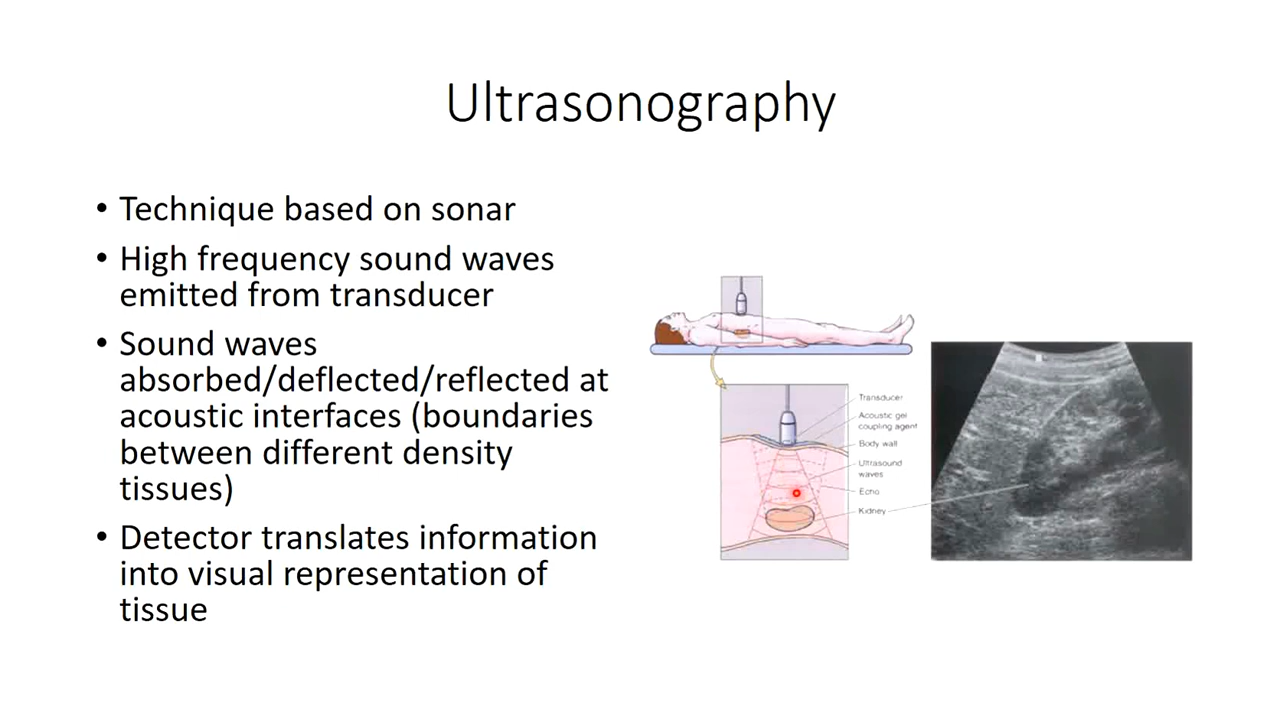 Ultrasonography
• Technique based on sonar
• High frequency sound waves
emitted from transducer
• Sound waves
absorbed/deflected/reflected at
acoustic interfaces (boundaries
between different density
tissues)
• Detector translates information
into visual representation of
tissue
Transducer
Acoustic gel
coupling agent
Body wall
Ultrasound
waves
Echo
Kidney